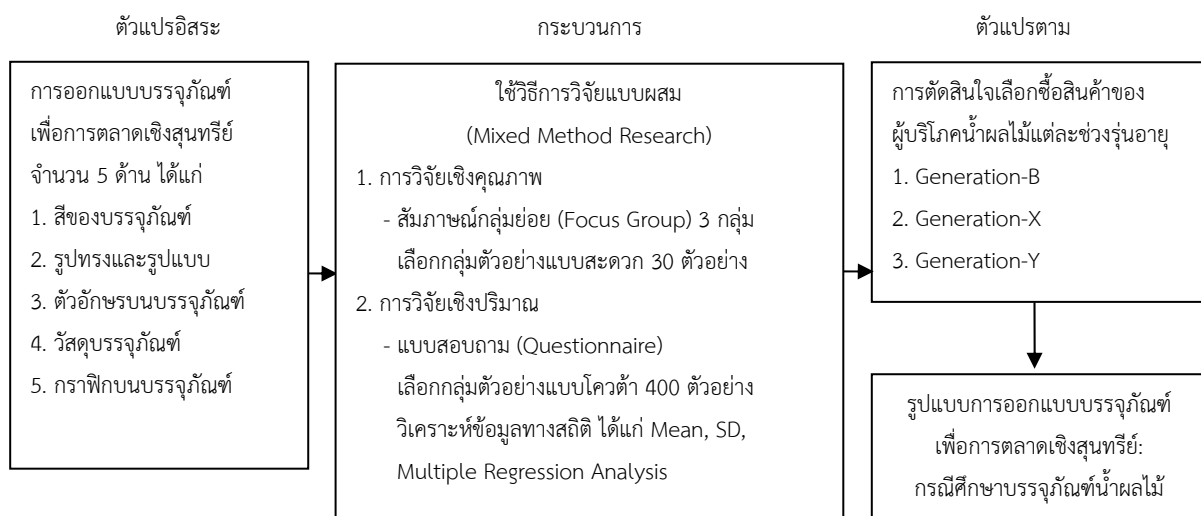 ตัวแปรอิสระ
การออกแบบบรรจุภัณฑ์
เพื่อการตลาดเชิงสุนทรีย์
จำนวน 5 ด้าน ได้แก่
1. สีของบรรจุภัณฑ์
2. รูปทรงและรูปแบบ
3. ตัวอักษรบนบรรจุภัณฑ์
4. วัสดุบรรจุภัณฑ์
5. กราฟิกบนบรรจุภัณฑ์
กระบวนการ
ใช้วิธีการวิจัยแบบผสม
(Mixed Method Research)
1. การวิจัยเชิงคุณภาพ
- สัมภาษณ์กลุ่มย่อย (Focus Group) 3 กลุ่ม
เลือกกลุ่มตัวอย่างแบบสะดวก 30 ตัวอย่าง
2. การวิจัยเชิงปริมาณ
- แบบสอบถาม (Questionnaire)
เลือกกลุ่มตัวอย่างแบบโควต้า 400 ตัวอย่าง
วิเคราะห์ข้อมูลทางสถิติ ได้แก่ Mean, SD,
Multiple Regression Analysis
ตัวแปรตาม
การตัดสินใจเลือกซื้อสินค้าของ
ผู้บริโภคน้ำผลไม้แต่ละช่วงรุ่นอายุ
1. Generation-B
2. Generation-X
3. Generation-Y
รูปแบบการออกแบบบรรจุภัณฑ์
เพื่อการตลาดเชิงสุนทรีย์:
กรณีศึกษาบรรจุภัณฑ์น้ำผลไม้